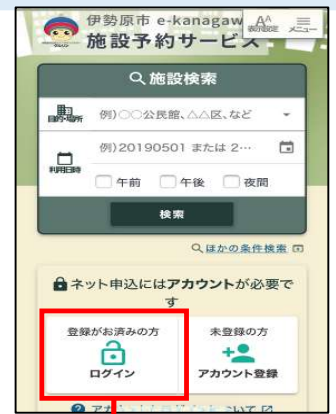 伊勢原市 e-kanagaw
施設予約サービス
表示設定
メニュー
施設検索
目的・場所
例)○○公民館、△△区、など
例)20190501 または 2…
利用日時
午前 午後 夜間
検索
ほかの条件検索
ネット申込にはアカウントが必要で
す
登録がお済みの方
ログイン
未登録の方
アカウント登録